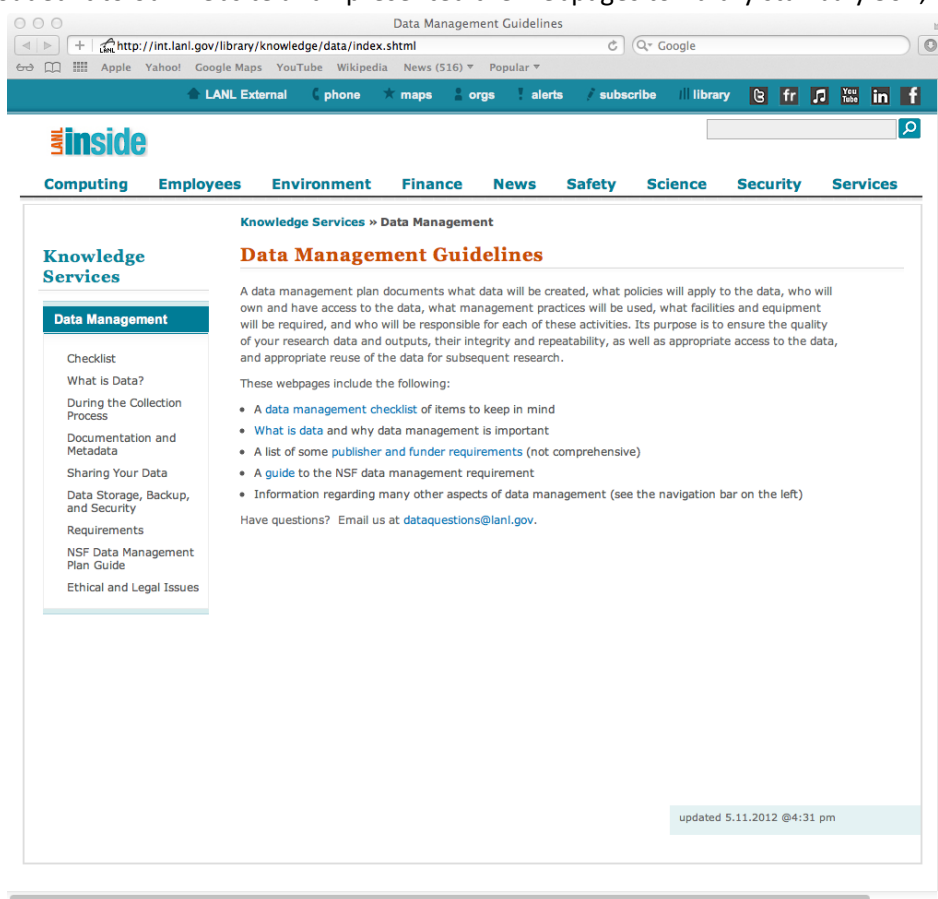 Data Management Guidelines
http://int.lanl.gov/library/knowledge/data/index.shtml
Google
Apple Yahoo! Google Maps YouTube Wikipedia News (516) Popular
LANL External phone maps orgs alerts subscribe library fr You Tube in f
LANL inside
Computing Employees Environment Finance News Safety Science Security Services
Knowledge Services » Data Management
Knowledge
Services
Data Management
Checklist
What is Data?
During the Collection
Process
Documentation and
Metadata
Sharing Your Data
Data Storage, Backup,
and Security
Requirements
NSF Data Management
Plan Guide
Ethical and Legal Issues
Data Management Guidelines
A data management plan documents what data will be created, what policies will apply to the data, who will
own and have access to the data, what management practices will be used, what facilities and equipment
will be required, and who will be responsible for each of these activities. Its purpose is to ensure the quality
of your research data and outputs, their integrity and repeatability, as well as appropriate access to the data,
and appropriate reuse of the data for subsequent research.
These webpages include the following:
• A data management checklist of items to keep in mind
• What is data and why data management is important
• A list of some publisher and funder requirements (not comprehensive)
• A guide to the NSF data management requirement
• Information regarding many other aspects of data management (see the navigation bar on the left)
Have questions? Email us at dataquestions@lanl.gov.
updated 5.11.2012 @4:31 pm